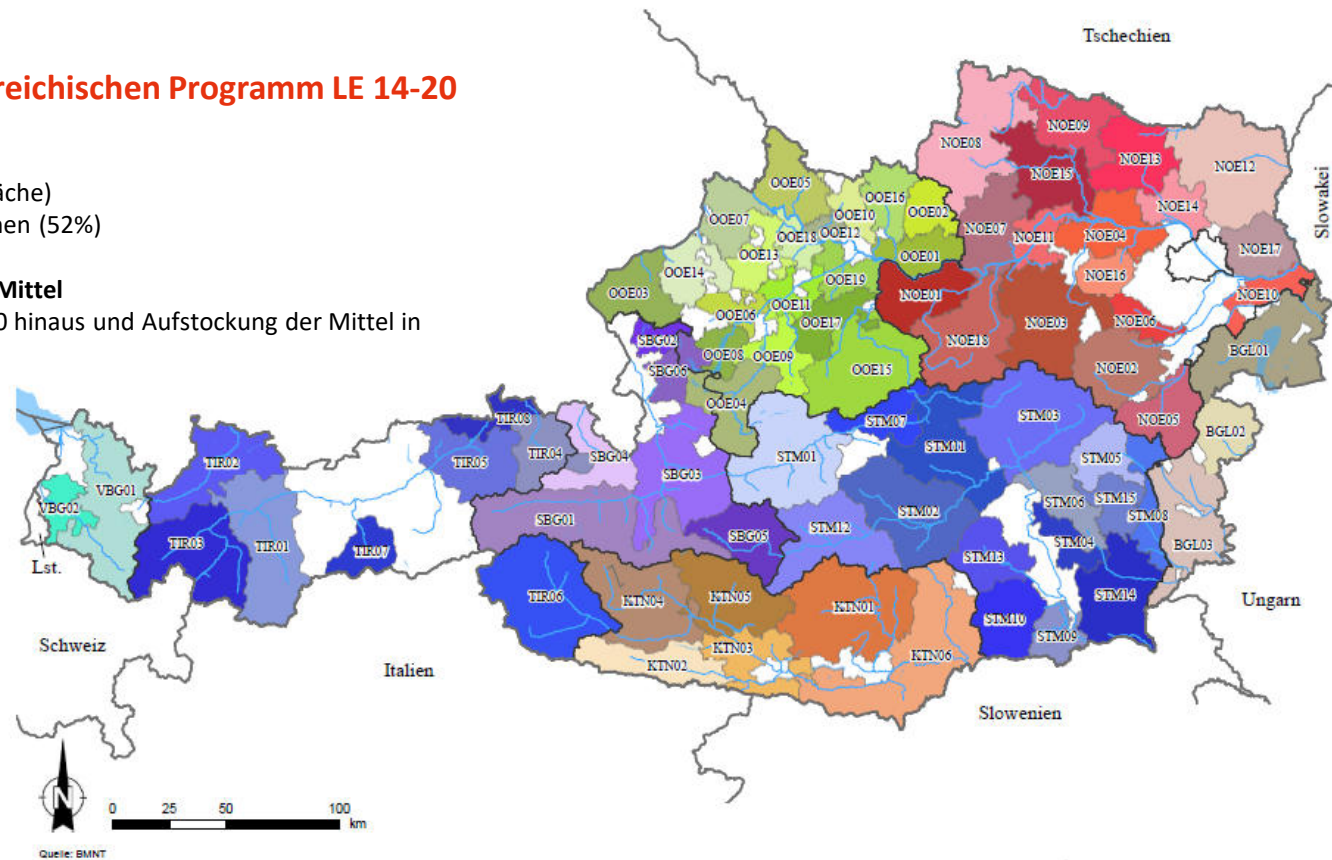 reichischen Programm LE 14-20
äche)
nen (52%)
Mittel
0 hinaus und Aufstockung der Mittel in
Tschechien
Slowakei
NOE09
NOE08
NOE13
NOE12
NOE15
OOE05
OOE16
OOE02
NOE14
OOE07
OOE10
OOE18
OOE12
NOE07
NOE11
NOE04
NOE17
OOE13
OOE01
OOE14
NOE16
OOE19
OOE03
NOE01
NOE10
OOE11
OOE06
OOE17
NOE03
NOE06
SBG02
NOE18
BGL01
OOE08
OOE09
OOE15
NOE02
SBG06
OOE04
TIR08
STM07
STM03
NOE05
BGL02
TIR02
TIR05
TIR04
SBG04
STM01
STM11
STM05
SBG03
VBG01
VBG02
STM06
STM15
STM02
STM08
SBG01
SBG05
STM12
STM04
BGL03
TIR03
TIR01
TIR07
STM13
Lst.
TIR06
KTN04
KTN05
KTN01
STM14
Ungarn
STM10
STM09
Schweiz
KTN03
KTN06
KTN02
Italien
Slowenien
N
0 25 50 100
km
Quelle: BMNT